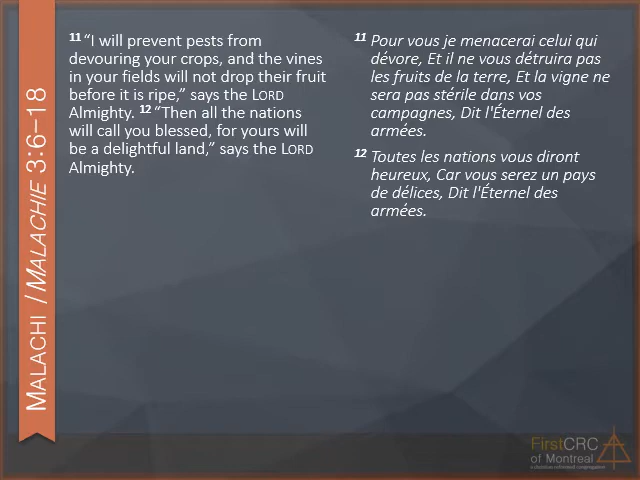 MALACHI / MALACHIE 3:6–18
11 “I will prevent pests from
devouring your crops, and the vines
in your fields will not drop their fruit
before it is ripe,” says the LORD
Almighty. 12 “Then all the nations
will call you blessed, for yours will
be a delightful land,” says the LORD
Almighty.
11 Pour vous je menacerai celui qui
dévore, Et il ne vous détruira pas
les fruits de la terre, Et la vigne ne
sera pas stérile dans vos
campagnes, Dit l'Éternel des
armées.
12 Toutes les nations vous diront
heureux, Car vous serez un pays
de délices, Dit l'Éternel des
armées.
FirstCRC
of Montreal
a christian reformed congregation